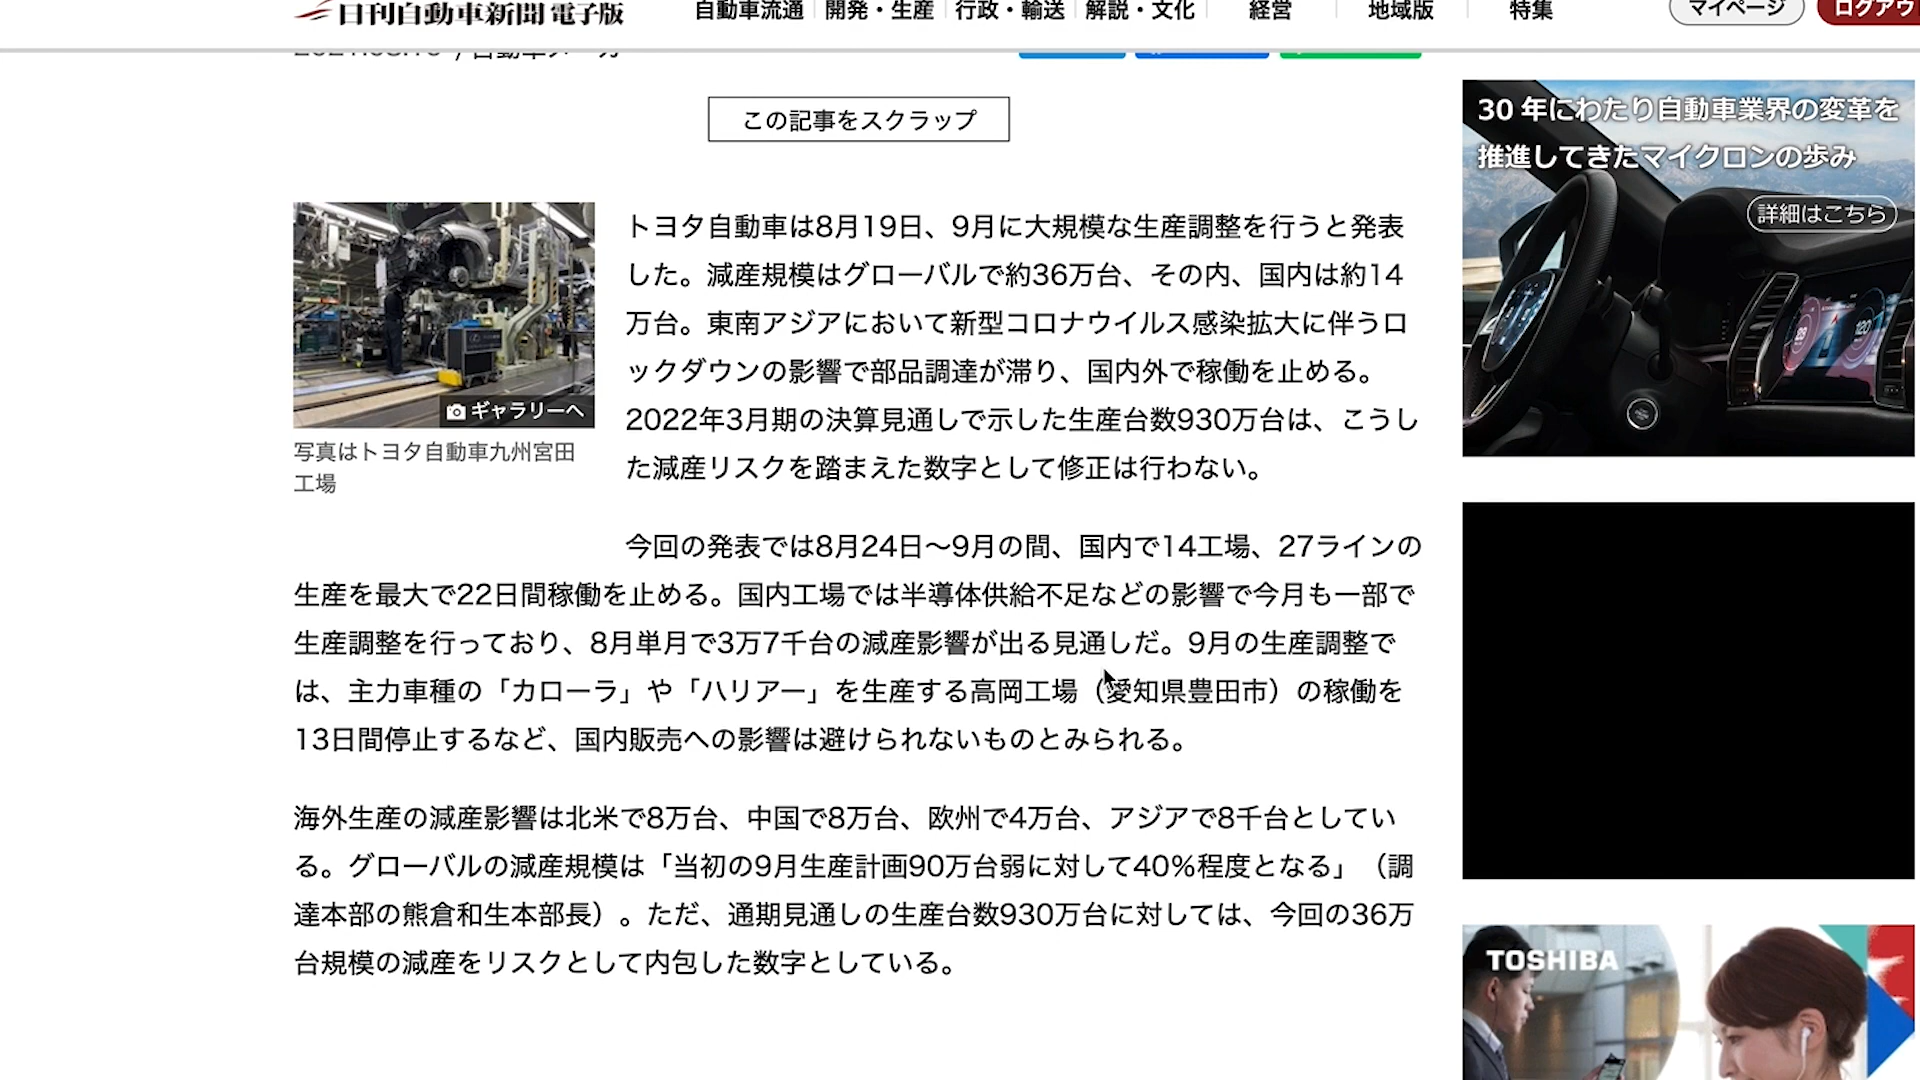 日刊自動車新聞 電子版
自動車流通 開発・生産 行政・輸送 解説・文化 経営 地域版 特集
マイページ
ログアウ
この記事をスクラップ
トヨタ自動車は8月19日、9月に大規模な生産調整を行うと発表
した。減産規模はグローバルで約36万台、その内、国内は約14
万台。東南アジアにおいて新型コロナウイルス感染拡大に伴うロ
ックダウンの影響で部品調達が滞り、国内外で稼働を止める。
2022年3月期の決算見通しで示した生産台数930万台は、こうし
た減産リスクを踏まえた数字として修正は行わない。
ギャラリーへ
写真はトヨタ自動車九州宮田
工場
今回の発表では8月24日〜9月の間、国内で14工場、27ラインの
生産を最大で22日間稼働を止める。国内工場では半導体供給不足などの影響で今月も一部で
生産調整を行っており、8月単月で3万7千台の減産影響が出る見通しだ。9月の生産調整で
は、主力車種の「カローラ」や「ハリアー」を生産する高岡工場（愛知県豊田市）の稼働を
13日間停止するなど、国内販売への影響は避けられないものとみられる。
海外生産の減産影響は北米で8万台、中国で8万台、欧州で4万台、アジアで8千台としてい
る。グローバルの減産規模は「当初の9月生産計画90万台弱に対して40%程度となる」（調
達本部の熊倉和生本部長）。ただ、通期見通しの生産台数930万台に対しては、今回の36万
台規模の減産をリスクとして内包した数字としている。
30 年にわたり自動車業界の変革を
推進してきたマイクロンの歩み
詳細はこちら
TOSHIBA